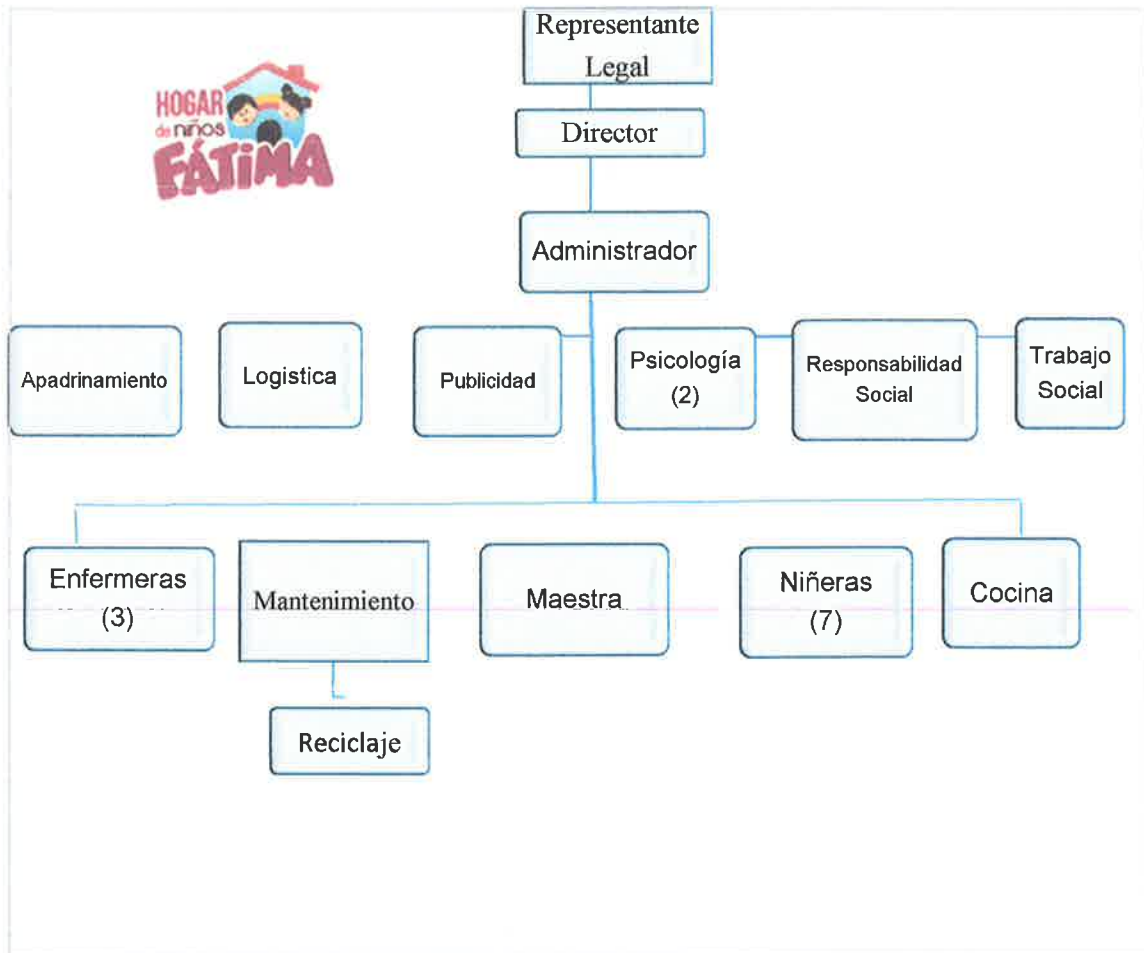 Representante
Legal
HOGAR
de niños
FÁTIMA
Director
Administrador
Apadrinamiento
Logistica
Publicidad
Psicología
(2)
Responsabilidad
Social
Trabajo
Social
Enfermeras
(3)
Mantenimiento
Maestra
Niñeras
(7)
Cocina
Reciclaje